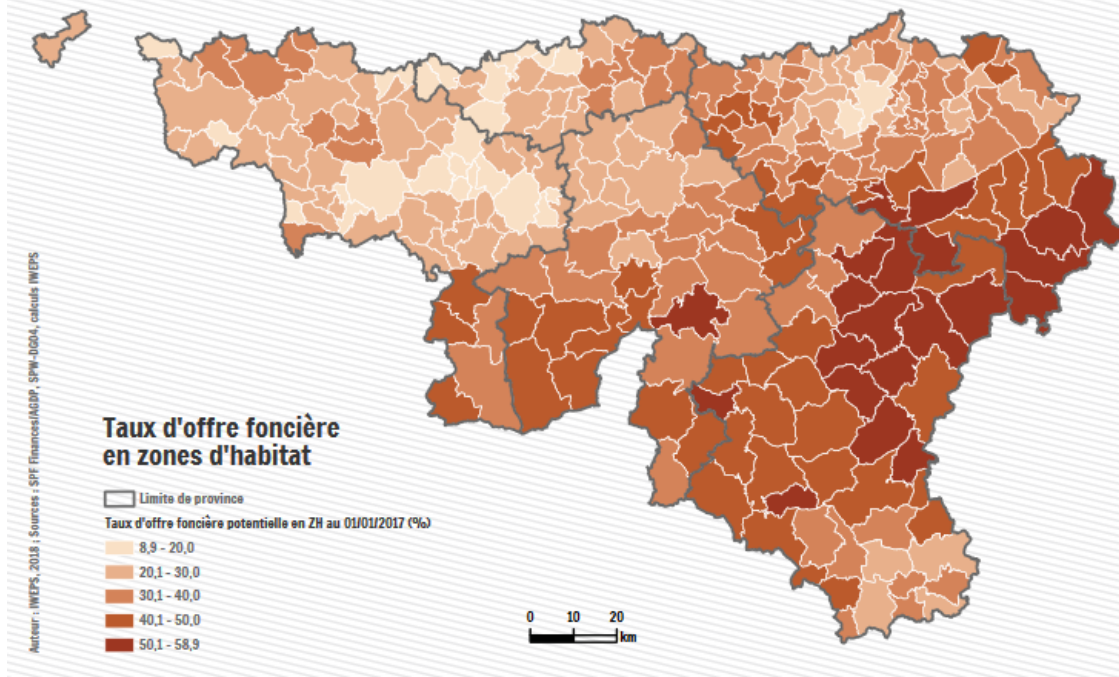 Taux d'offre foncière
en zones d'habitat
Limite de province
Taux d'offre foncière potentielle en ZH au 01/01/2017 (‰)
8,9 - 20,0
20,1 - 30,0
30,1 - 40,0
40,1 - 50,0
50,1 - 58,9
0 10 20
km
Auteur : IWEPS, 2018 ; Sources : SPF Finances/AGDP, SPW-DGO4, calculs IWEPS